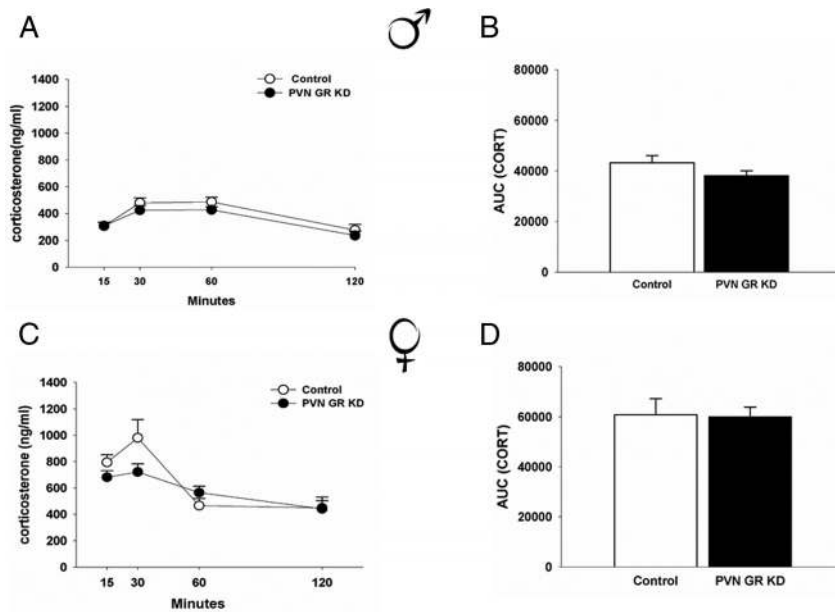 A
B
1400
1200
1000
800
600
400
200
0
corticosterone(ng/ml)
Control
PVN GR KD
15
30
60
120
Minutes
80000
60000
40000
20000
0
AUC (CORT)
Control
PVN GR KD
C
D
1400
1200
1000
800
600
400
200
0
corticosterone (ng/ml)
Control
PVN GR KD
15
30
60
120
Minutes
80000
60000
40000
20000
0
AUC (CORT)
Control
PVN GR KD